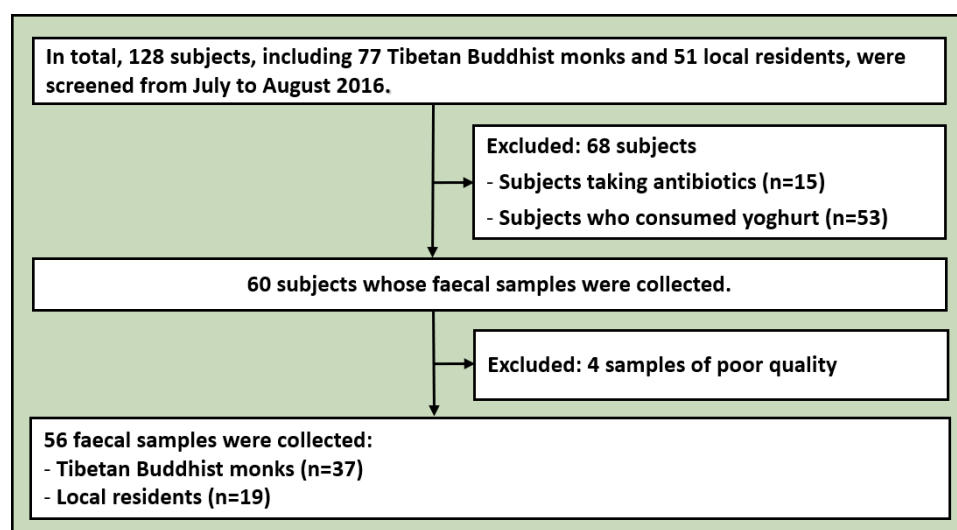 In total, 128 subjects, including 77 Tibetan Buddhist monks and 51 local residents, were
screened from July to August 2016.
Excluded: 68 subjects
- Subjects taking antibiotics (n=15)
- Subjects who consumed yoghurt (n=53)
60 subjects whose faecal samples were collected.
Excluded: 4 samples of poor quality
56 faecal samples were collected:
- Tibetan Buddhist monks (n=37)
- Local residents (n=19)